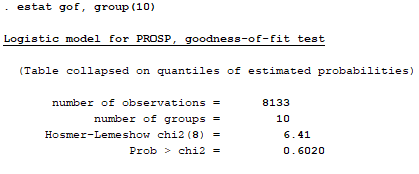 . estat gof, group(10)
Logistic model for PROSP, goodness-of-fit test
(Table collapsed on quantiles of estimated probabilities)
number of observations = 8133
number of groups = 10
Hosmer-Lemeshow chi2(8) = 6.41
Prob > chi2 = 0.6020